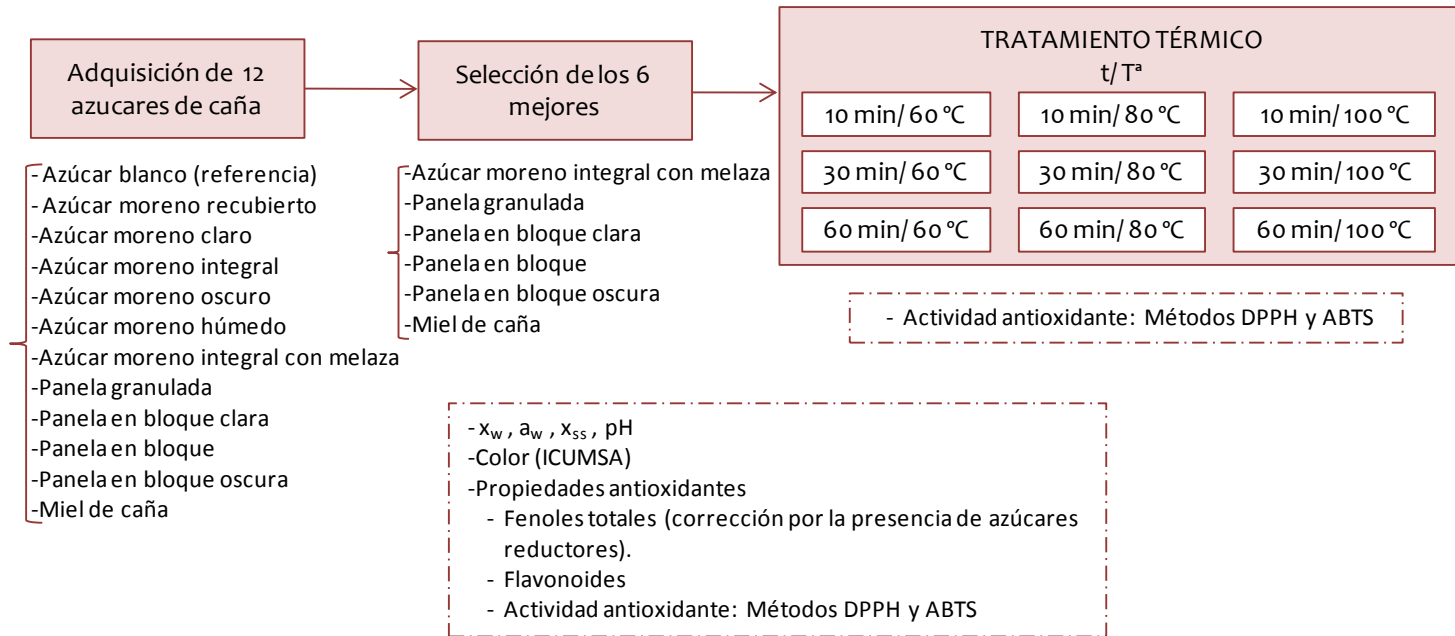 Adquisición de 12
azucares de caña
Selección de los 6
mejores
TRATAMIENTO TÉRMICO
t/ Tª
10 min/ 60 ºC
10 min/ 80 ºC
10 min/ 100 ºC
30 min/ 60 ºC
30 min/ 80 ºC
30 min/ 100 ºC
60 min/ 60 ºC
60 min/ 80 ºC
60 min/ 100 ºC
- Azúcar blanco (referencia)
- Azúcar moreno recubierto
-Azúcar moreno claro
-Azúcar moreno integral
-Azúcar moreno oscuro
-Azúcar moreno húmedo
-Azúcar moreno integral con melaza
-Panela granulada
-Panela en bloque clara
-Panela en bloque
-Panela en bloque oscura
-Miel de caña
-Azúcar moreno integral con melaza
-Panela granulada
-Panela en bloque clara
-Panela en bloque
-Panela en bloque oscura
-Miel de caña
- Actividad antioxidante: Métodos DPPH y ABTS
- xw , aw , xss , pH
-Color (ICUMSA)
-Propiedades antioxidantes
- Fenoles totales (corrección por la presencia de azúcares
reductores).
- Flavonoides
- Actividad antioxidante: Métodos DPPH y ABTS